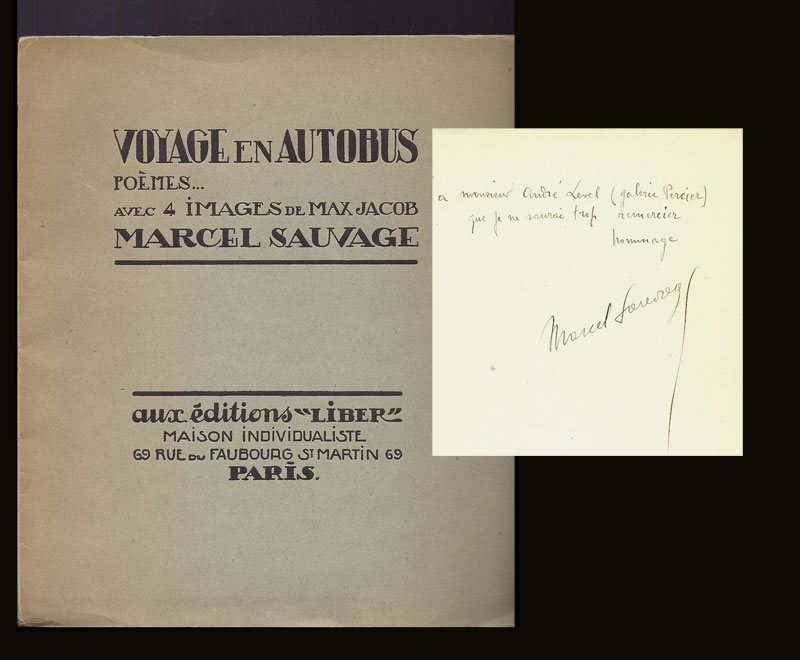 VOYAGE EN AUTOBUS
POÈMES...
AVEC 4 IMAGES DE MAX JACOB
MARCEL SAUVAGE
aux éditions "LIBER"
MAISON INDIVIDUALISTE
69 RUE DU FAUBOURG ST MARTIN 69
PARIS.
a monsieur André Level (galerie Percier)
que je ne saurai trop remercier
hommage
Marcel Sauvage